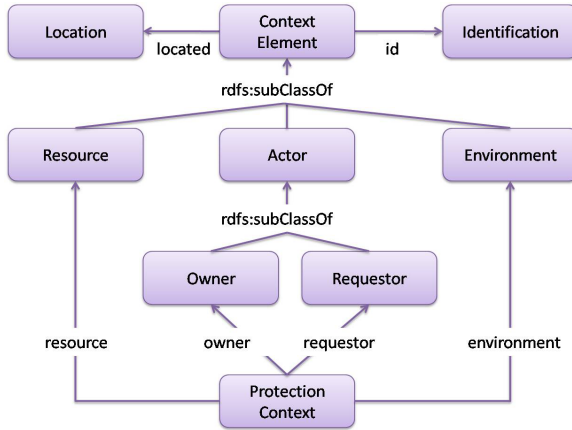 Location
Context
Element
Identification
located
id
rdfs:subClassOf
Resource
Actor
Environment
rdfs:subClassOf
Owner
Requestor
resource
owner
requestor
environment
Protection
Context